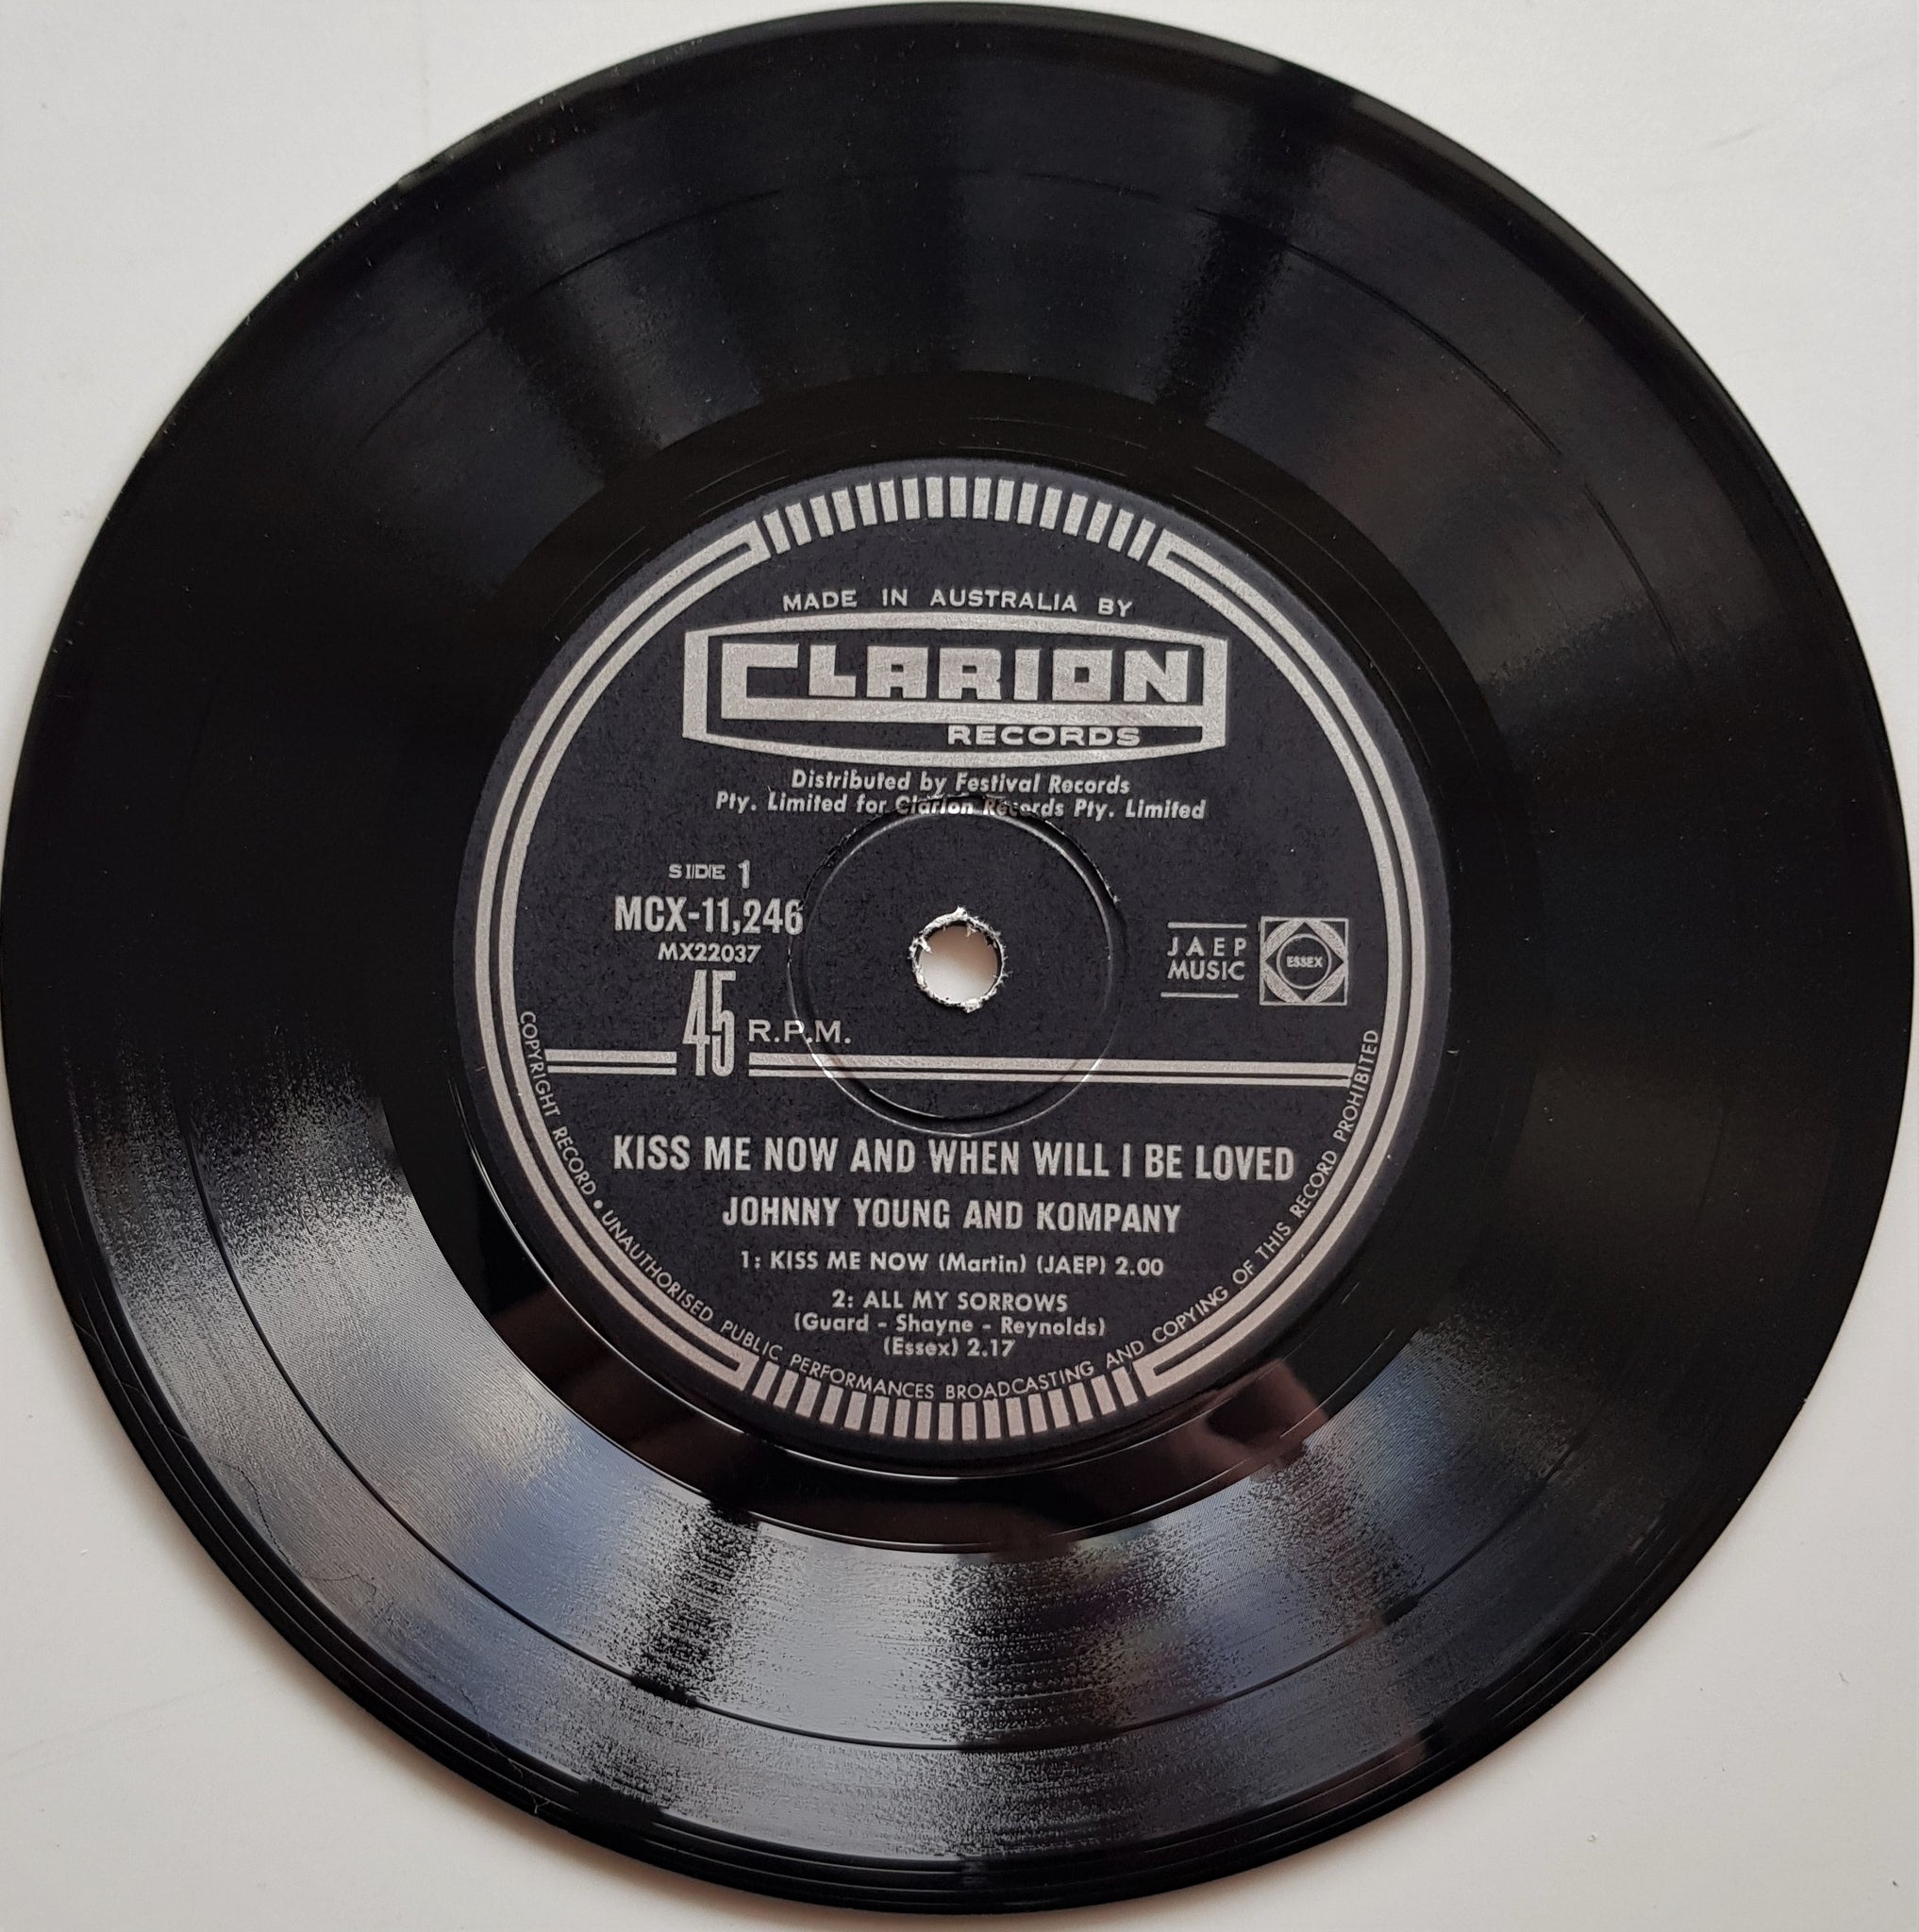 MADE IN AUSTRALIA BY
CLARION
RECORDS
Distributed by Festival Records
Pty. Limited for Clarion Records Pty. Limited
SIDE 1
MCX-11,246
MX22037
45 R.P.M.
JAEP
MUSIC
ESSEX
KISS ME NOW AND WHEN WILL I BE LOVED
JOHNNY YOUNG AND KOMPANY
1: KISS ME NOW (Martin) (JAEP) 2.00
2: ALL MY SORROWS
(Guard - Shayne - Reynolds)
(Essex) 2.17
COPYRIGHT RECORD • UNAUTHORISED PUBLIC PERFORMANCES BROADCASTING AND COPYING OF THIS RECORD PROHIBITED